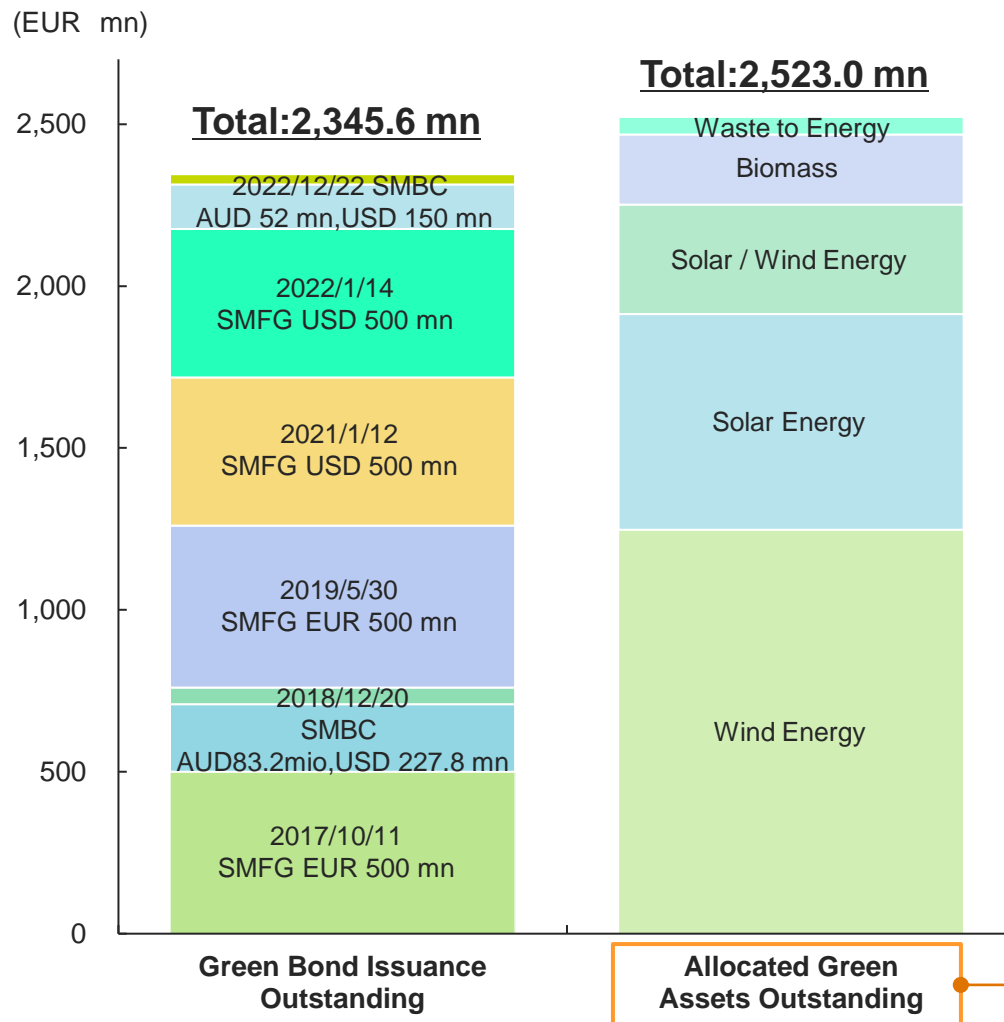 (EUR mn)
Total:2,345.6 mn
Total:2,523.0 mn
2,500
2,000
1,500
1,000
500
0
2022/12/22 SMBC
AUD 52 mn,USD 150 mn
2022/1/14
SMFG USD 500 mn
2021/1/12
SMFG USD 500 mn
2019/5/30
SMFG EUR 500 mn
2018/12/20
SMBC
AUD83.2mio,USD 227.8 mn
2017/10/11
SMFG EUR 500 mn
Waste to Energy
Biomass
Solar / Wind Energy
Solar Energy
Wind Energy
Green Bond Issuance
Outstanding
Allocated Green
Assets Outstanding